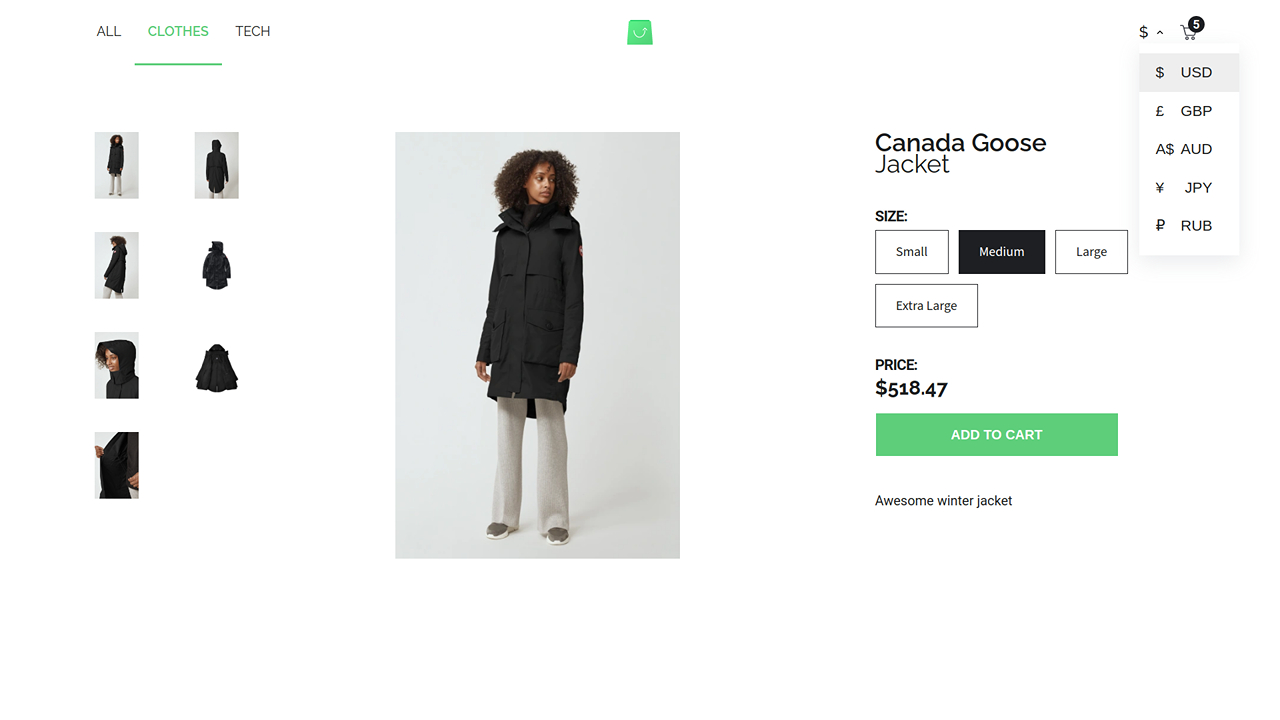 ALL CLOTHES TECH
$ 5
$ USD
£ GBP
A$ AUD
¥ JPY
₽ RUB
Canada Goose
Jacket
SIZE:
Small Medium Large
Extra Large
PRICE:
$518.47
ADD TO CART
Awesome winter jacket